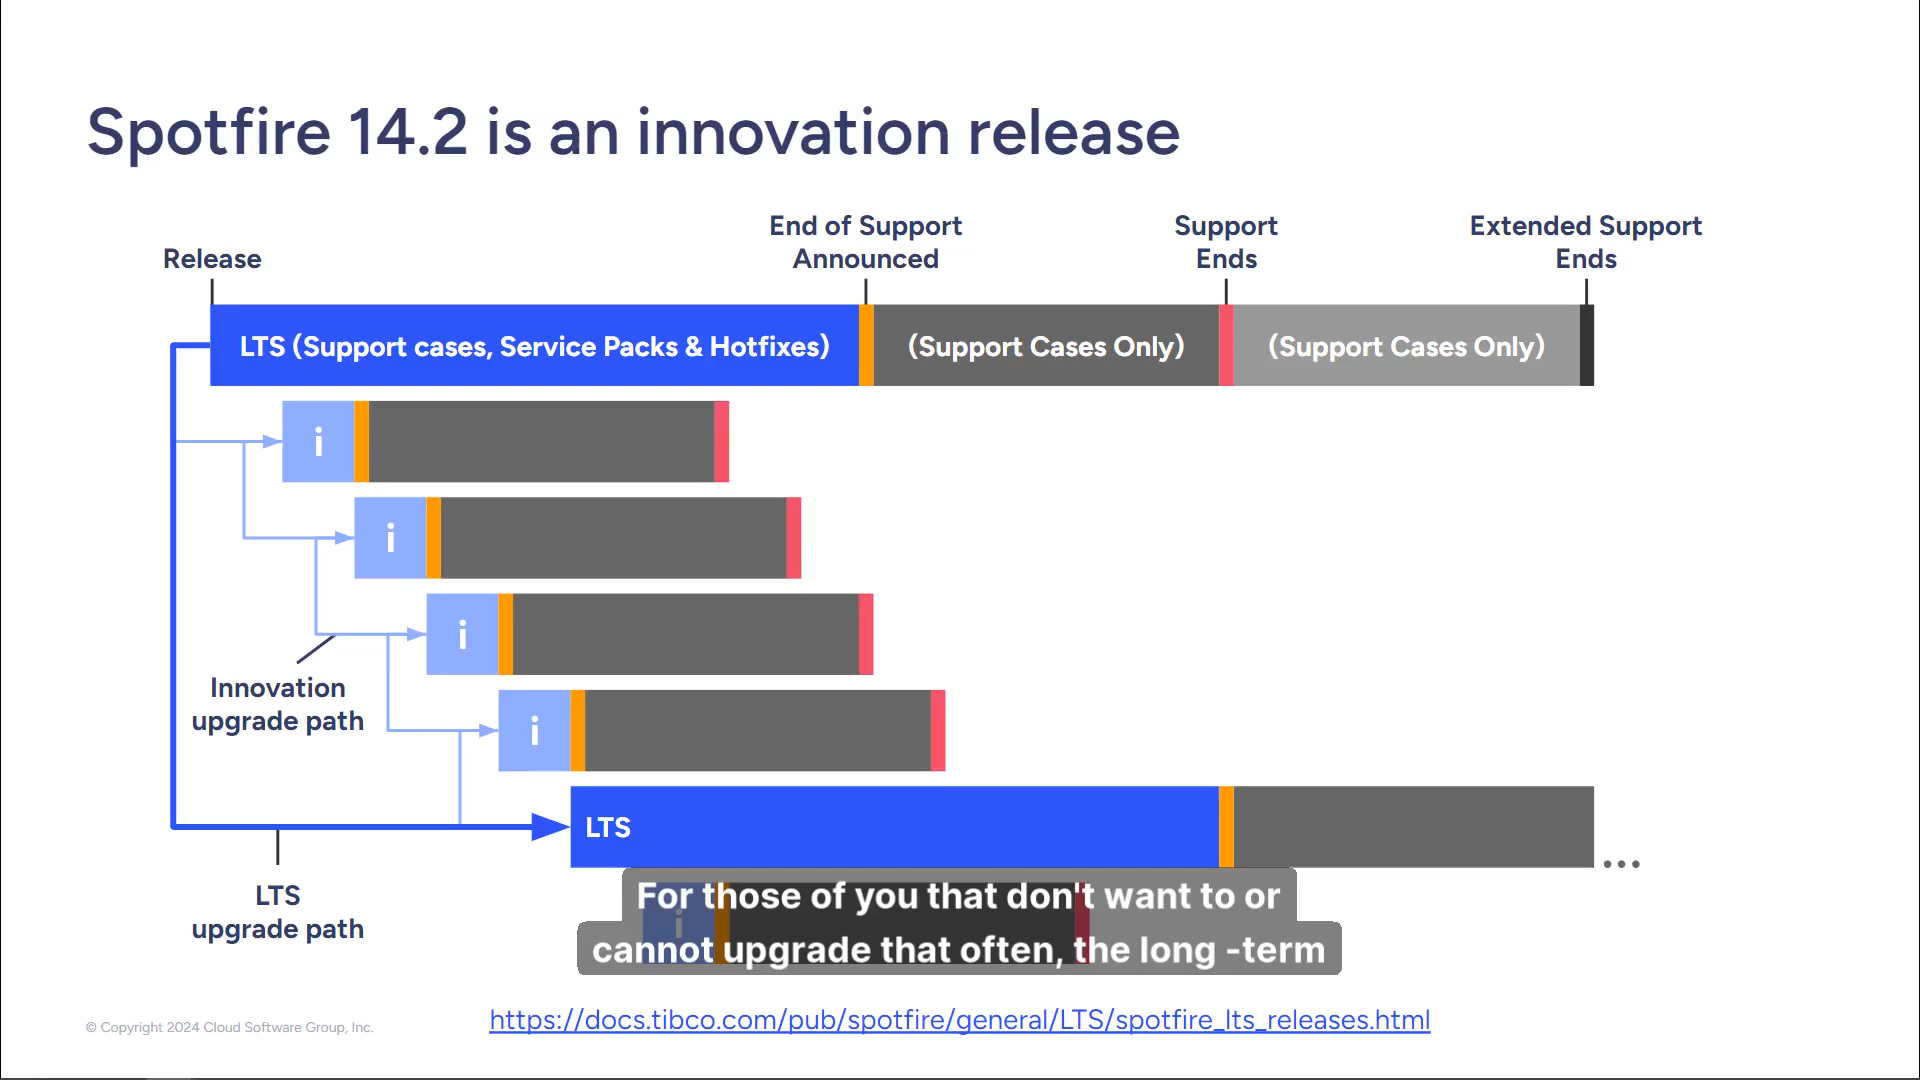 Spotfire 14.2 is an innovation release
Release
End of Support
Announced
Support
Ends
Extended Support
Ends
LTS (Support cases, Service Packs & Hotfixes)
(Support Cases Only)
(Support Cases Only)
i
i
i
Innovation
upgrade path
i
LTS
...
LTS
upgrade path
i
For those of you that don't want to or
cannot upgrade that often, the long -term
© Copyright 2024 Cloud Software Group, Inc.
https://docs.tibco.com/pub/spotfire/general/LTS/spotfire_lts_releases.html